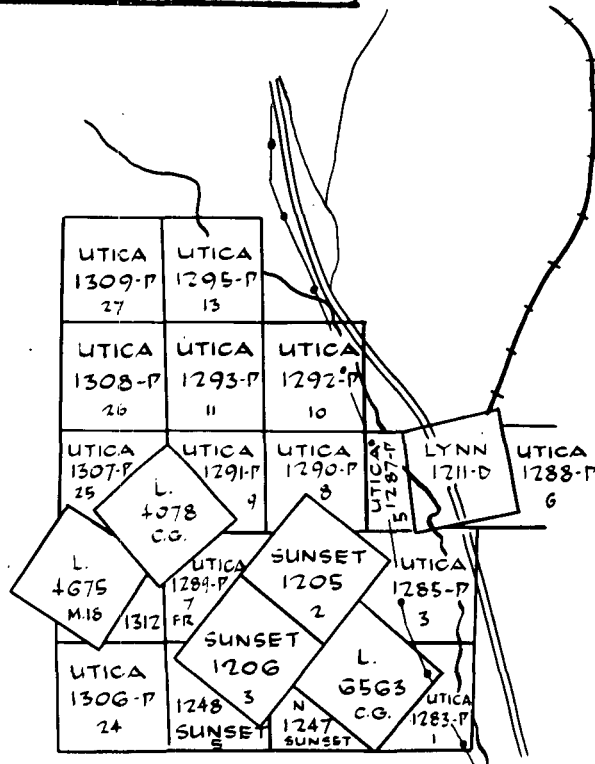 UTICA
1309-P
27
UTICA
1295-P
13
UTICA
1308-P
26
UTICA
1293-P
11
UTICA
1292-P
10
UTICA
1307-P
25
UTICA
1291-P
9
UTICA
1290-P
8
UTICA
1287-P
5
LYNN
1211-D
UTICA
1288-P
6
L.
4078
C.G.
L.
4675
M.18
1312
UTICA
1289-P
7
FR
SUNSET
1205
2
UTICA
1285-P
3
SUNSET
1206
3
L.
6563
C.G.
UTICA
1306-P
24
1248
SUNSET
5
N
1247
SUNSET
UTICA
1283-P
1